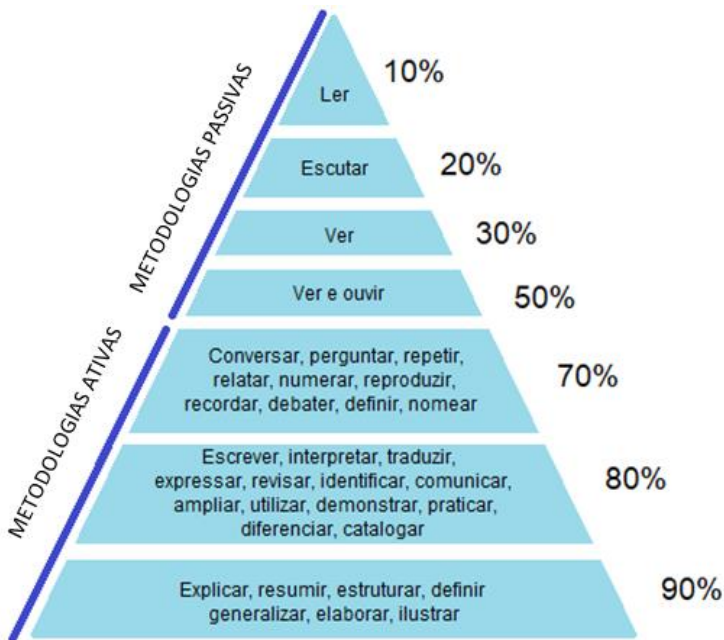 METODOLOGIAS PASSIVAS
METODOLOGIAS ATIVAS
Ler
10%
Escutar
20%
Ver
30%
Ver e ouvir
50%
Conversar, perguntar, repetir,
relatar, numerar, reproduzir,
recordar, debater, definir, nomear
70%
Escrever, interpretar, traduzir,
expressar, revisar, identificar, comunicar,
ampliar, utilizar, demonstrar, praticar,
diferenciar, catalogar
80%
Explicar, resumir, estruturar, definir
generalizar, elaborar, ilustrar
90%